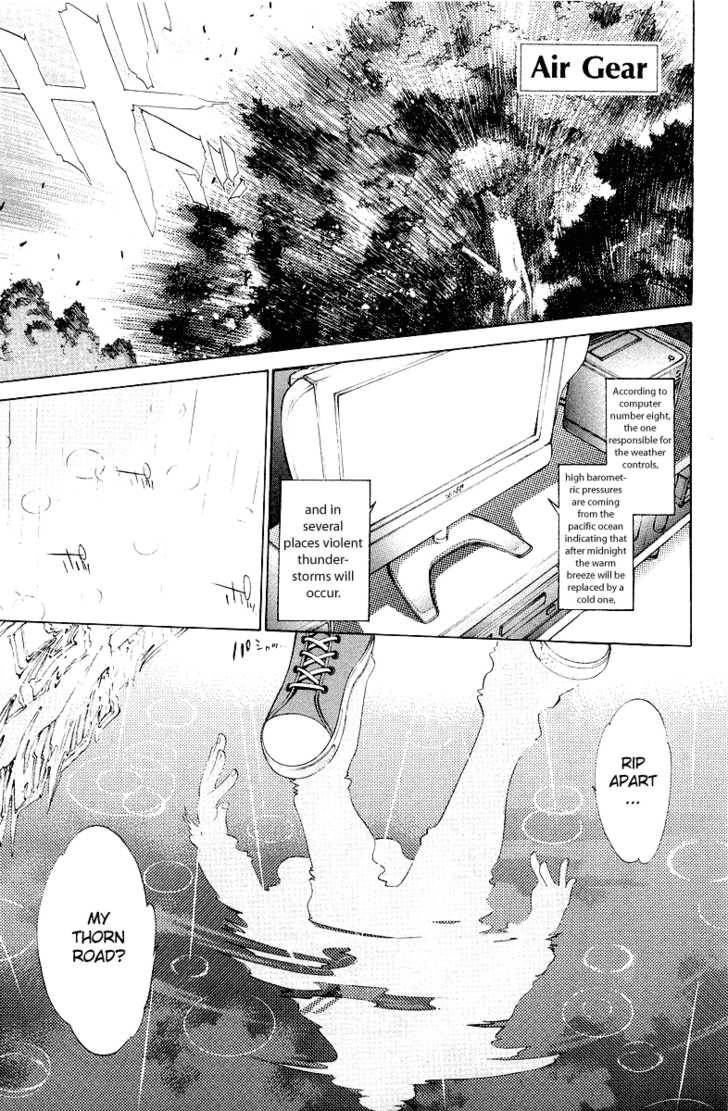 Air Gear
According to
computer
number eight,
the one
responsible for
the weather
controls,
high baromet-
ric pressures
are coming
from the
pacific ocean
indicating that
after midnight
the warm
breeze will be
replaced by a
cold one,
and in
several
places violent
thunder-
storms will
occur.
RIP
APART
...
MY
THORN
ROAD?